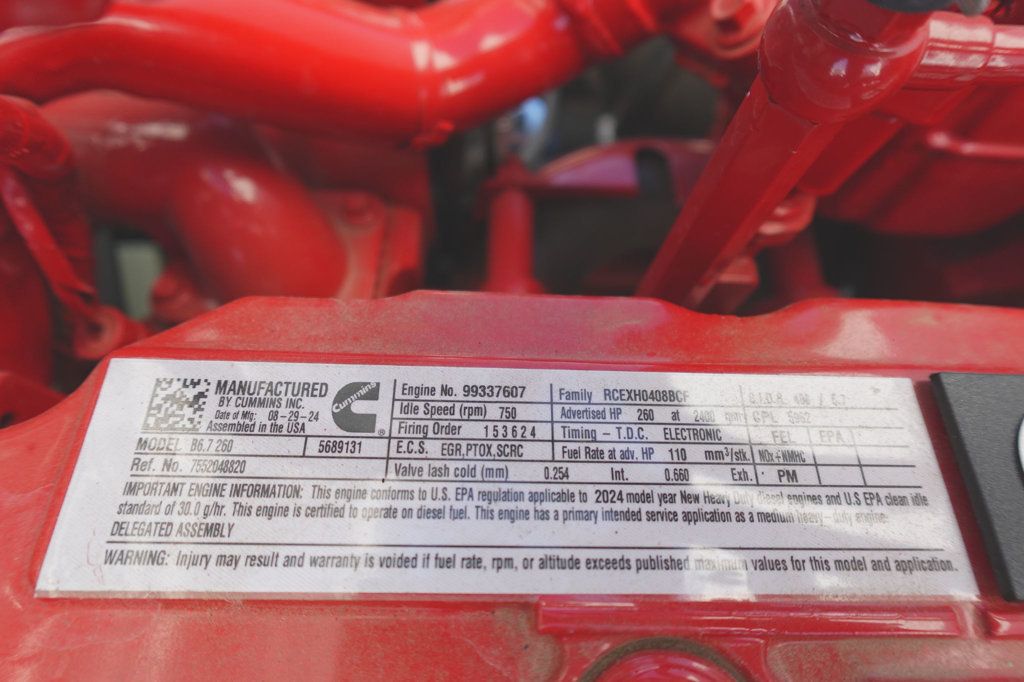 MANUFACTURED
BY CUMMINS INC.
Date of Mfg: 08-29-24
Assembled in the USA
Cummins
®
Engine No. 99337607
Idle Speed (rpm) 750
Firing Order 153624
E.C.S. EGR,PTOX,SCRC
Family RCEXH0408BCF
Advertised HP 260 at 2400 rpm
Timing - T.D.C. ELECTRONIC
Fuel Rate at adv. HP 110 mm³/stk.
C.I.D./L. 408 / 6.7
CPL 5962
FEL EPA
NOx+NMHC
PM
MODEL B6.7 260 5689131
Ref. No. 7552048820
Valve lash cold (mm) 0.254 Int. 0.660 Exh.
IMPORTANT ENGINE INFORMATION: This engine conforms to U.S. EPA regulation applicable to 2024 model year New Heavy Duty diesel engines and U.S EPA clean idle
standard of 30.0 g/hr. This engine is certified to operate on diesel fuel. This engine has a primary intended service application as a medium heavy-duty engine.
DELEGATED ASSEMBLY
WARNING: Injury may result and warranty is voided if fuel rate, rpm, or altitude exceeds published maximum values for this model and application.